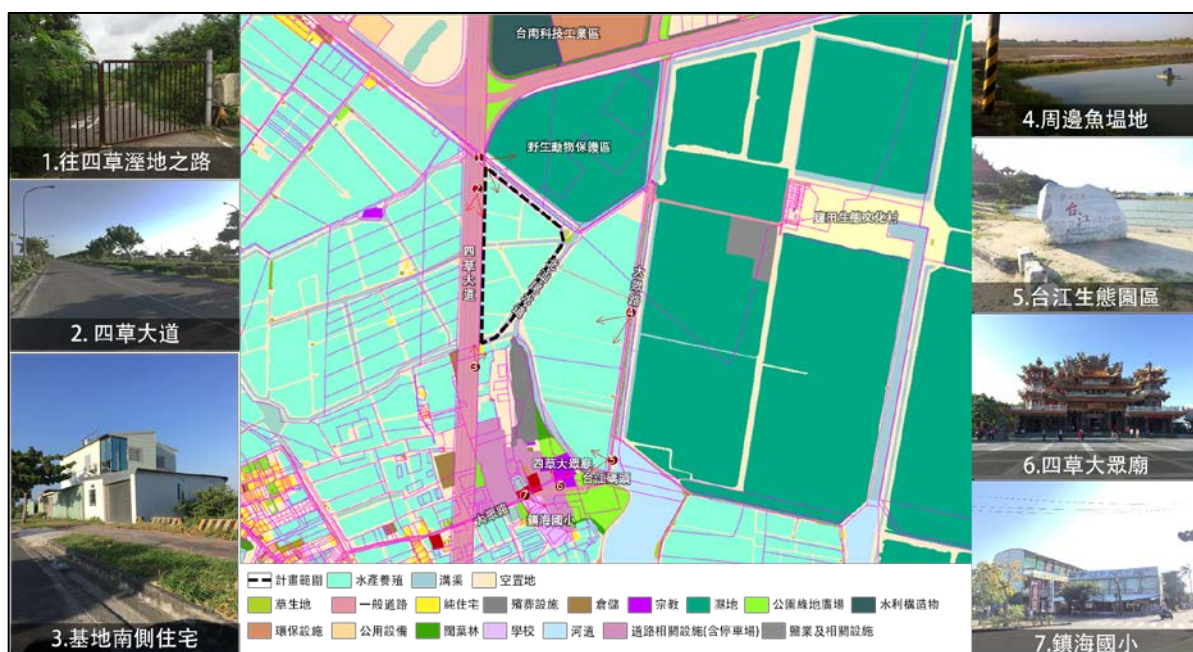 1.往四草溼地之路
2. 四草大道
3.基地南側住宅
台南科技工業區
野生動物保護區
1
2
四草大道
鹽田生態文化村
大眾路
4
3
5
四草大眾廟
6
台江碼頭
7
大眾路
鎮海國小
4.周邊魚塭地
台江
5.台江生態園區
6.四草大眾廟
7.鎮海國小
計畫範圍 水產養殖 溝渠 空置地
草生地 一般道路 純住宅 殯葬設施 倉儲 宗教 濕地 公園綠地廣場 水利構造物
環保設施 公用設備 闊葉林 學校 河道 道路相關設施(含停車場) 鹽業及相關設施